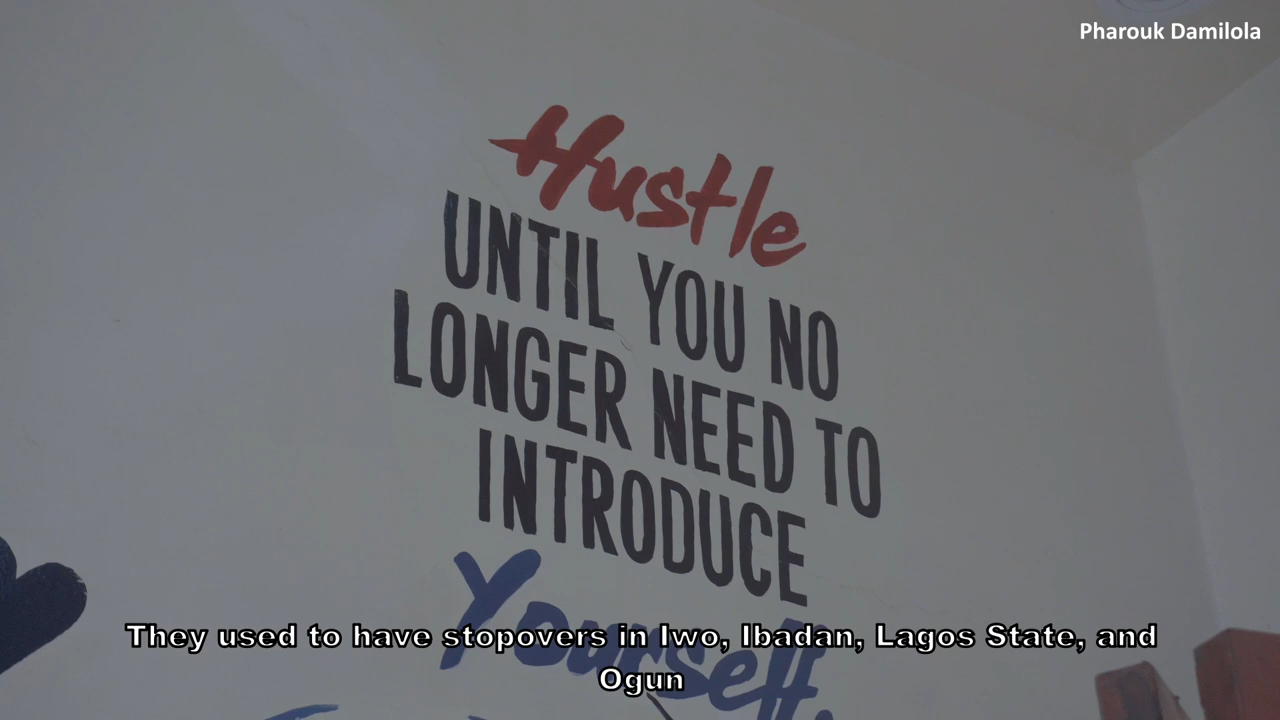 Pharouk Damilola
Hustle
UNTIL YOU NO
LONGER NEED TO
INTRODUCE
Yourself.
They used to have stopovers in Iwo, Ibadan, Lagos State, and
Ogun